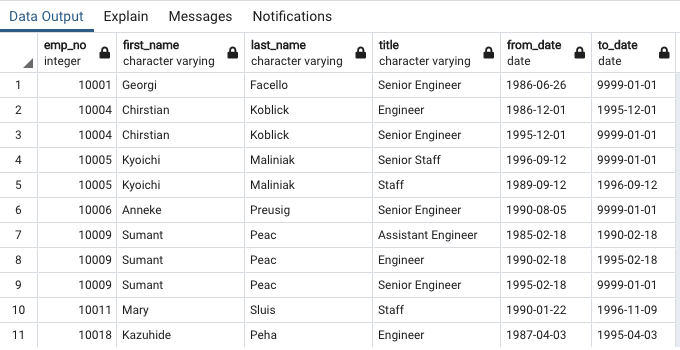 Data Output Explain Messages Notifications
emp_no first_name last_name title from_date to_date
integer character varying character varying character varying date date
1 10001 Georgi Facello Senior Engineer 1986-06-26 9999-01-01
2 10004 Chirstian Koblick Engineer 1986-12-01 1995-12-01
3 10004 Chirstian Koblick Senior Engineer 1995-12-01 9999-01-01
4 10005 Kyoichi Maliniak Senior Staff 1996-09-12 9999-01-01
5 10005 Kyoichi Maliniak Staff 1989-09-12 1996-09-12
6 10006 Anneke Preusig Senior Engineer 1990-08-05 9999-01-01
7 10009 Sumant Peac Assistant Engineer 1985-02-18 1990-02-18
8 10009 Sumant Peac Engineer 1990-02-18 1995-02-18
9 10009 Sumant Peac Senior Engineer 1995-02-18 9999-01-01
10 10011 Mary Sluis Staff 1990-01-22 1996-11-09
11 10018 Kazuhide Peha Engineer 1987-04-03 1995-04-03